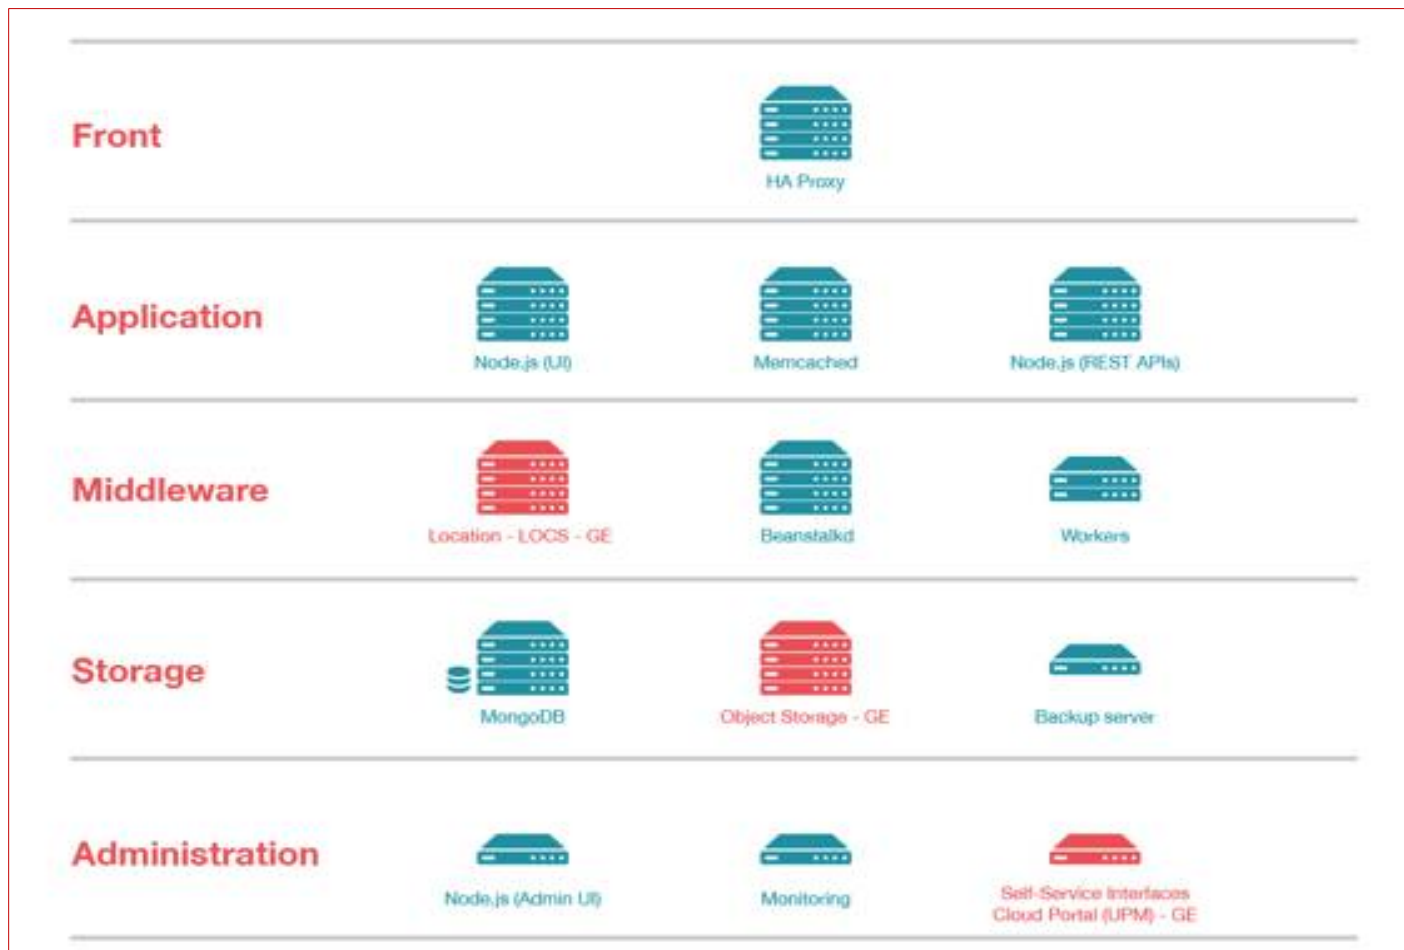 Front
HA Proxy
Application
Node.js (UI)
Memcached
Node.js (REST APIs)
Middleware
Location - LOCS - GE
Beanstalkd
Workers
Storage
MongoDB
Object Storage - GE
Backup server
Administration
Node.js (Admin UI)
Monitoring
Self-Service Interfaces
Cloud Portal (UPM) - GE